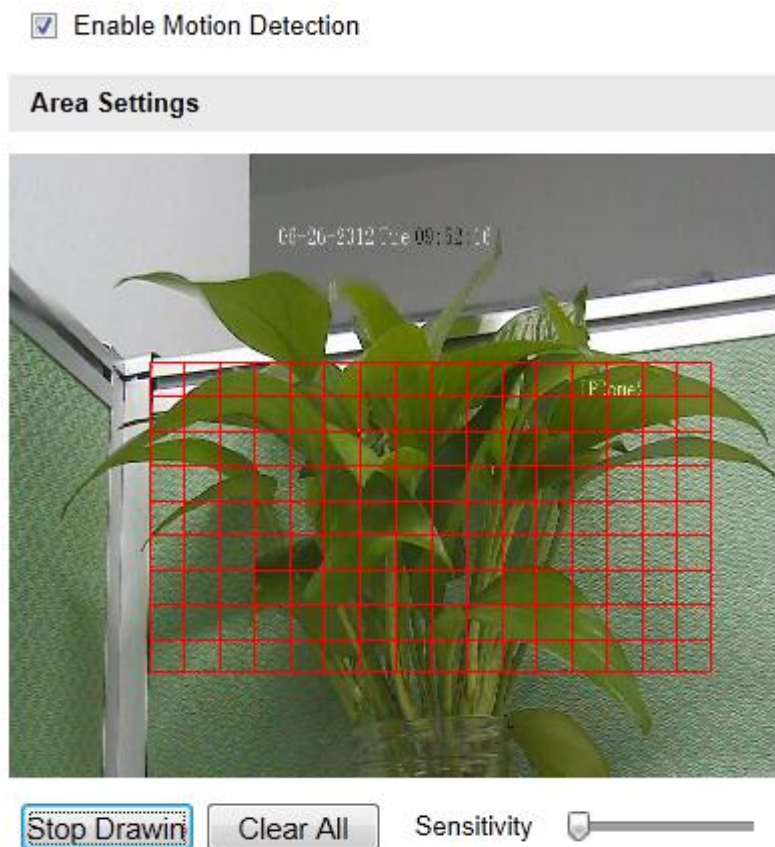 Enable Motion Detection
Area Settings
Stop Drawin
Clear All
Sensitivity